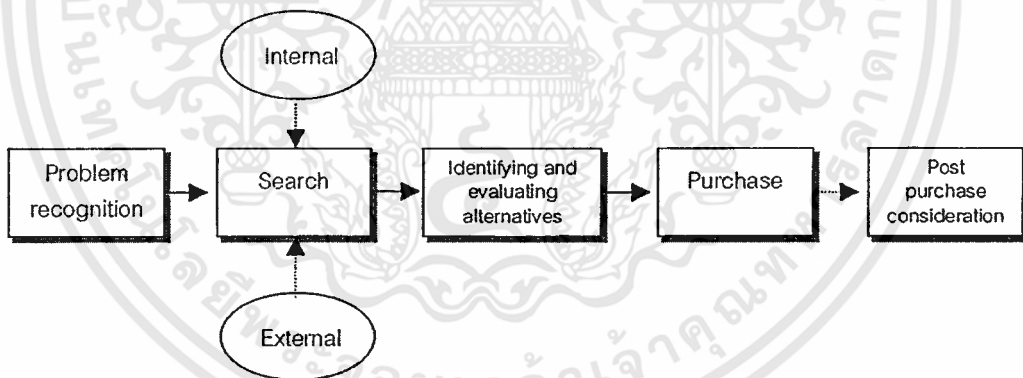 Internal
Problem
recognition
Search
Identifying and
evaluating
alternatives
Purchase
Post
purchase
consideration
External